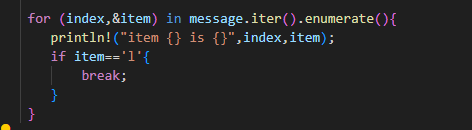 for (index,&item) in message.iter().enumerate(){
println!("item {} is {}",index,item);
if item=='l'{
break;
}
}